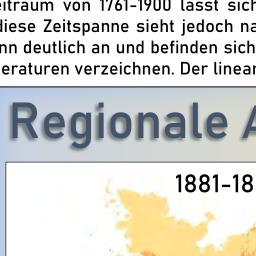 eitraum von 1761-1900 lässt sich
diese Zeitspanne sieht jedoch na
nn deutlich an und befinden sich
eraturen verzeichnen. Der linear
Regionale A
1881-18